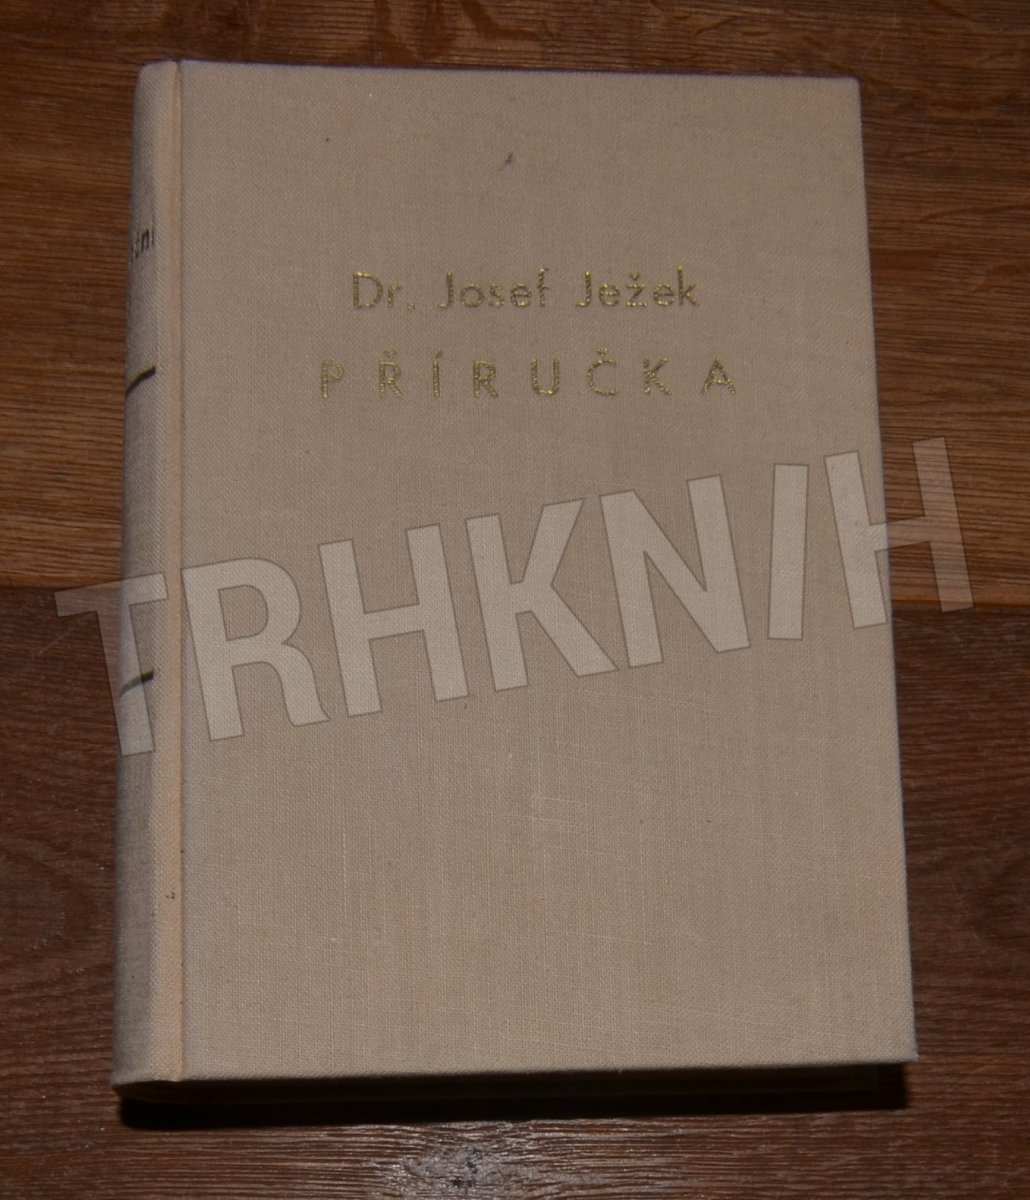 Dr. Josef Ježek
PŘÍRUČKA
TRHKNIH